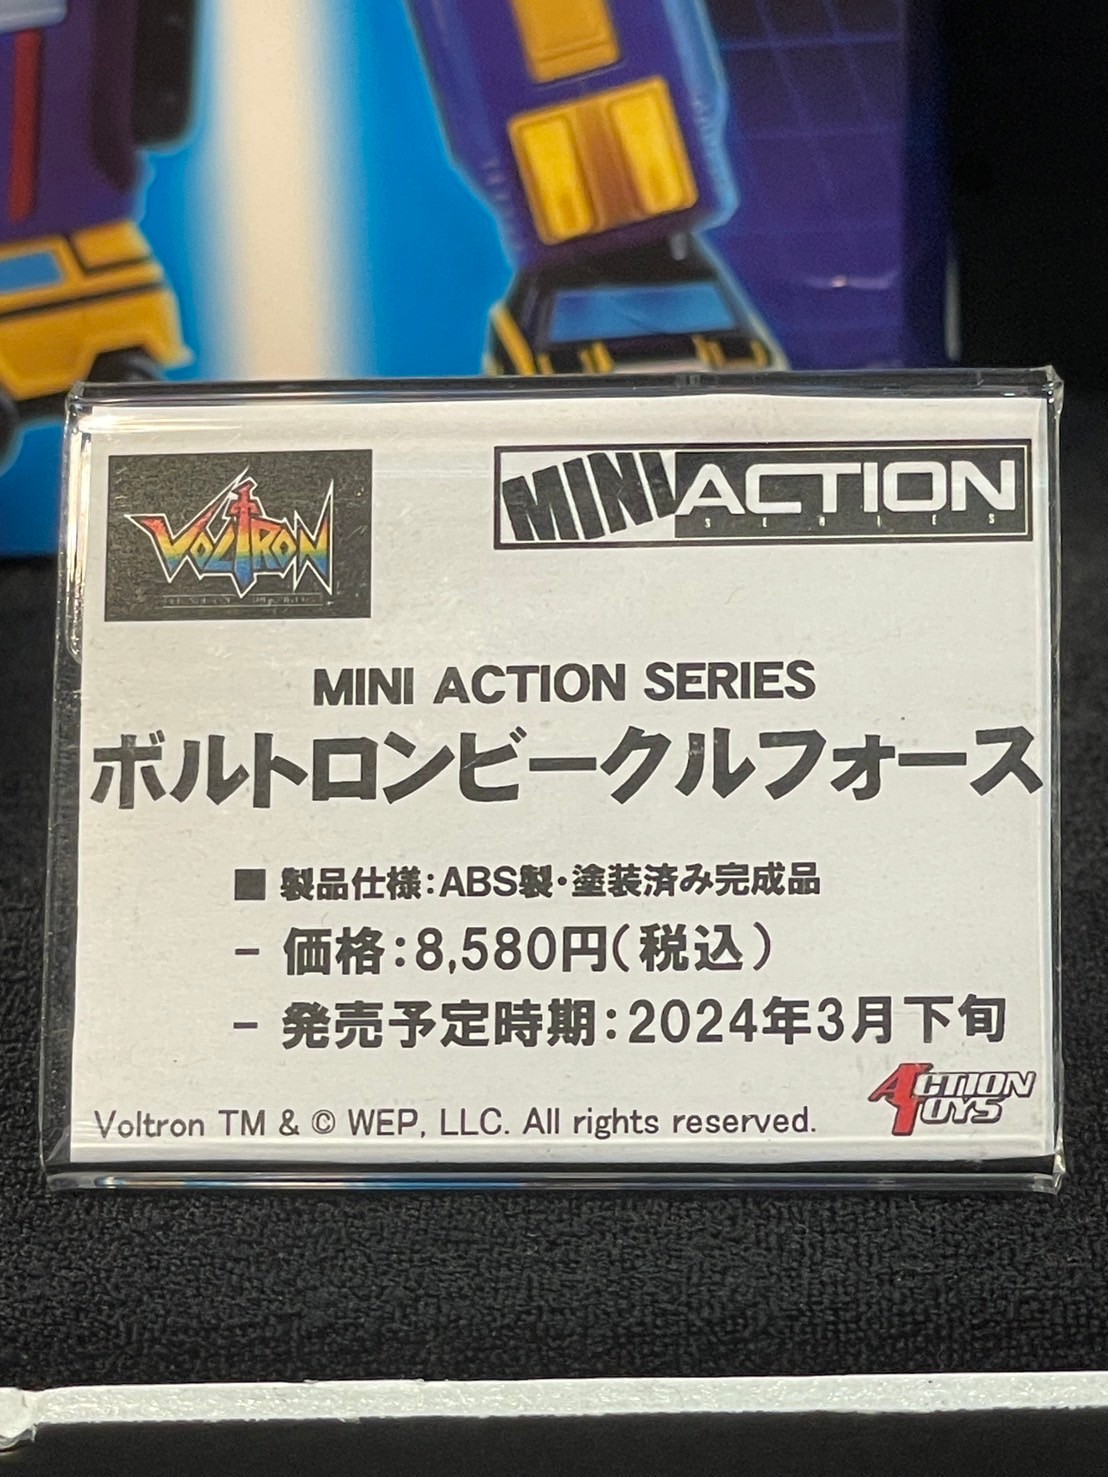 VOLTRON
MINI ACTION
SERIES
MINI ACTION SERIES
ボルトロンビークルフォース
■ 製品仕様：ABS製・塗装済み完成品
- 価格：8,580円（税込）
- 発売予定時期：2024年3月下旬
ACTION TOYS
Voltron TM & © WEP, LLC. All rights reserved.